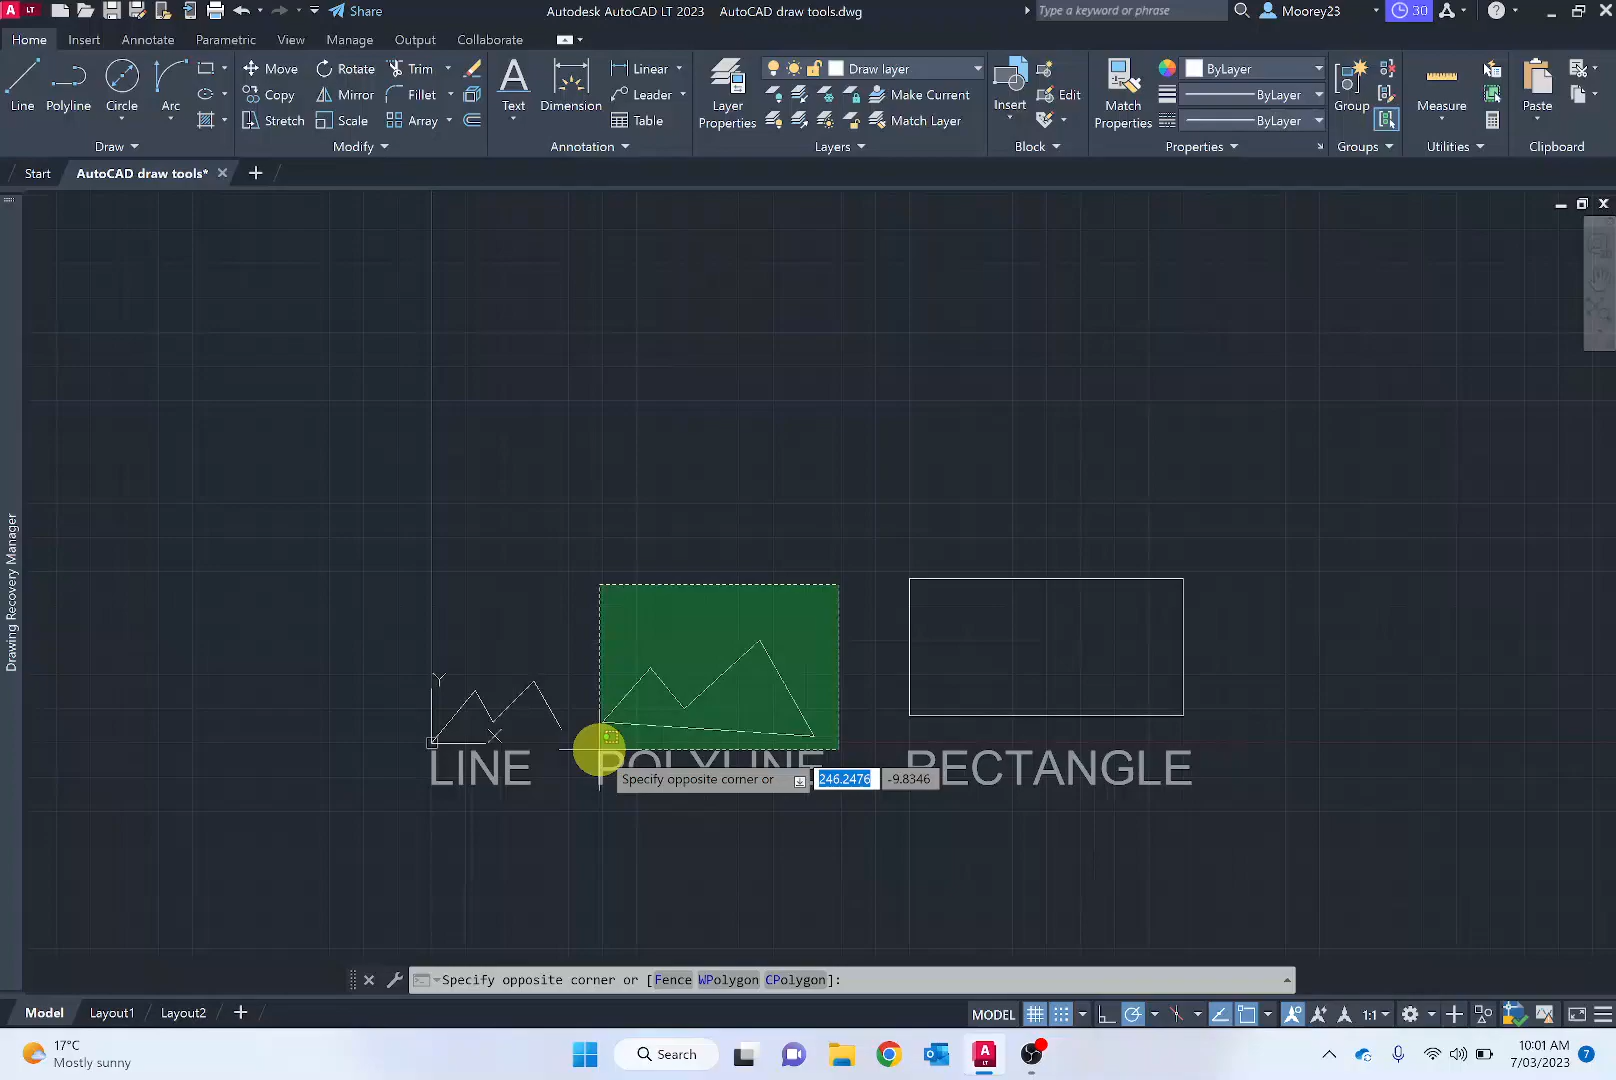 A LT Share Autodesk AutoCAD LT 2023 AutoCAD draw tools.dwg Type a keyword or phrase Moorey23 30
Home Insert Annotate Parametric View Manage Output Collaborate
Line Polyline Circle Arc
Move Rotate Trim
Copy Mirror Fillet
Stretch Scale Array
Text Dimension
Linear
Leader
Table
Layer Properties
Draw layer
Make Current
Match Layer
Insert
Edit
Match Properties
ByLayer
ByLayer
ByLayer
Group
Measure
Paste
Draw Modify Annotation Layers Block Properties Groups Utilities Clipboard
Start AutoCAD draw tools*
Drawing Recovery Manager
Y
X
LINE POLYLINE RECTANGLE
Specify opposite corner or 246.2476 -9.8346
Specify opposite corner or [Fence WPolygon CPolygon]:
Model Layout1 Layout2 MODEL 1:1
17°C
Mostly sunny
Search
A LT
10:01 AM
7/03/2023 7